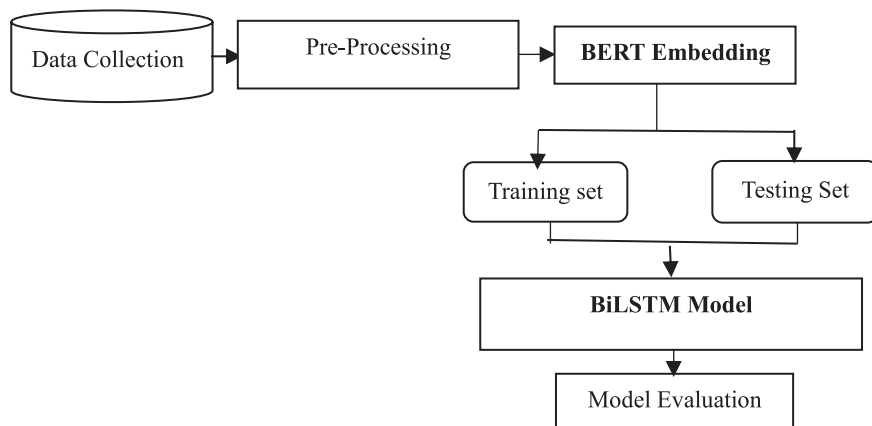 Data Collection
Pre-Processing
BERT Embedding
Training set
Testing Set
BiLSTM Model
Model Evaluation